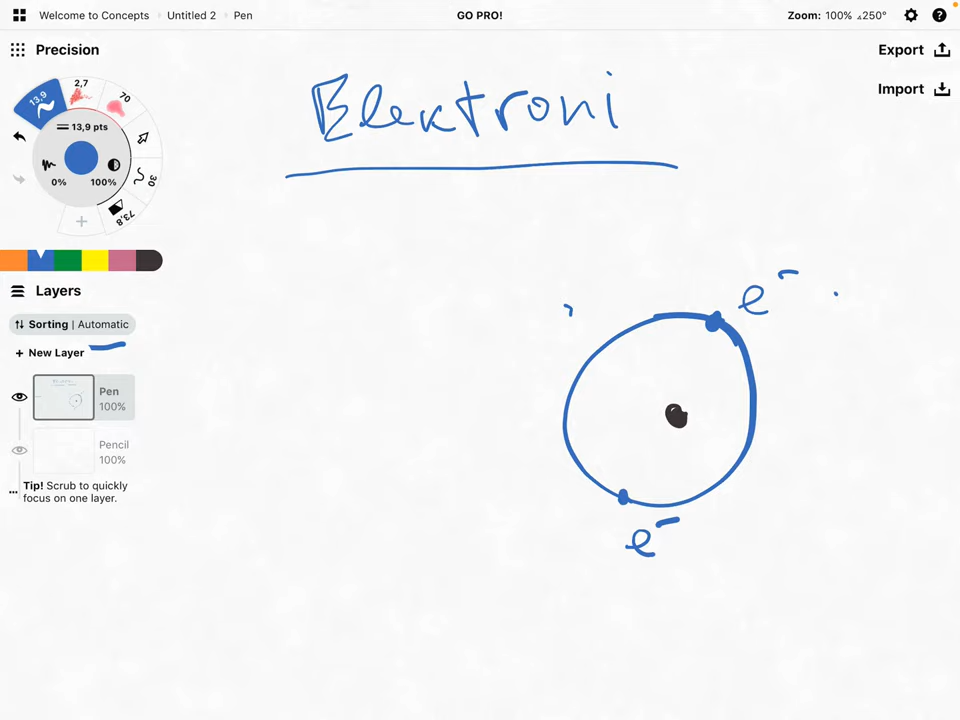 Welcome to Concepts › Untitled 2 › Pen
GO PRO!
Zoom: 100% ⊿250°
Precision
Export
Import
13,9
2,7
70
13,9 pts
0%
100%
30
73,8
Elektroni
Layers
Sorting | Automatic
+ New Layer
Pen
100%
Pencil
100%
Tip! Scrub to quickly
focus on one layer.
e⁻
e⁻